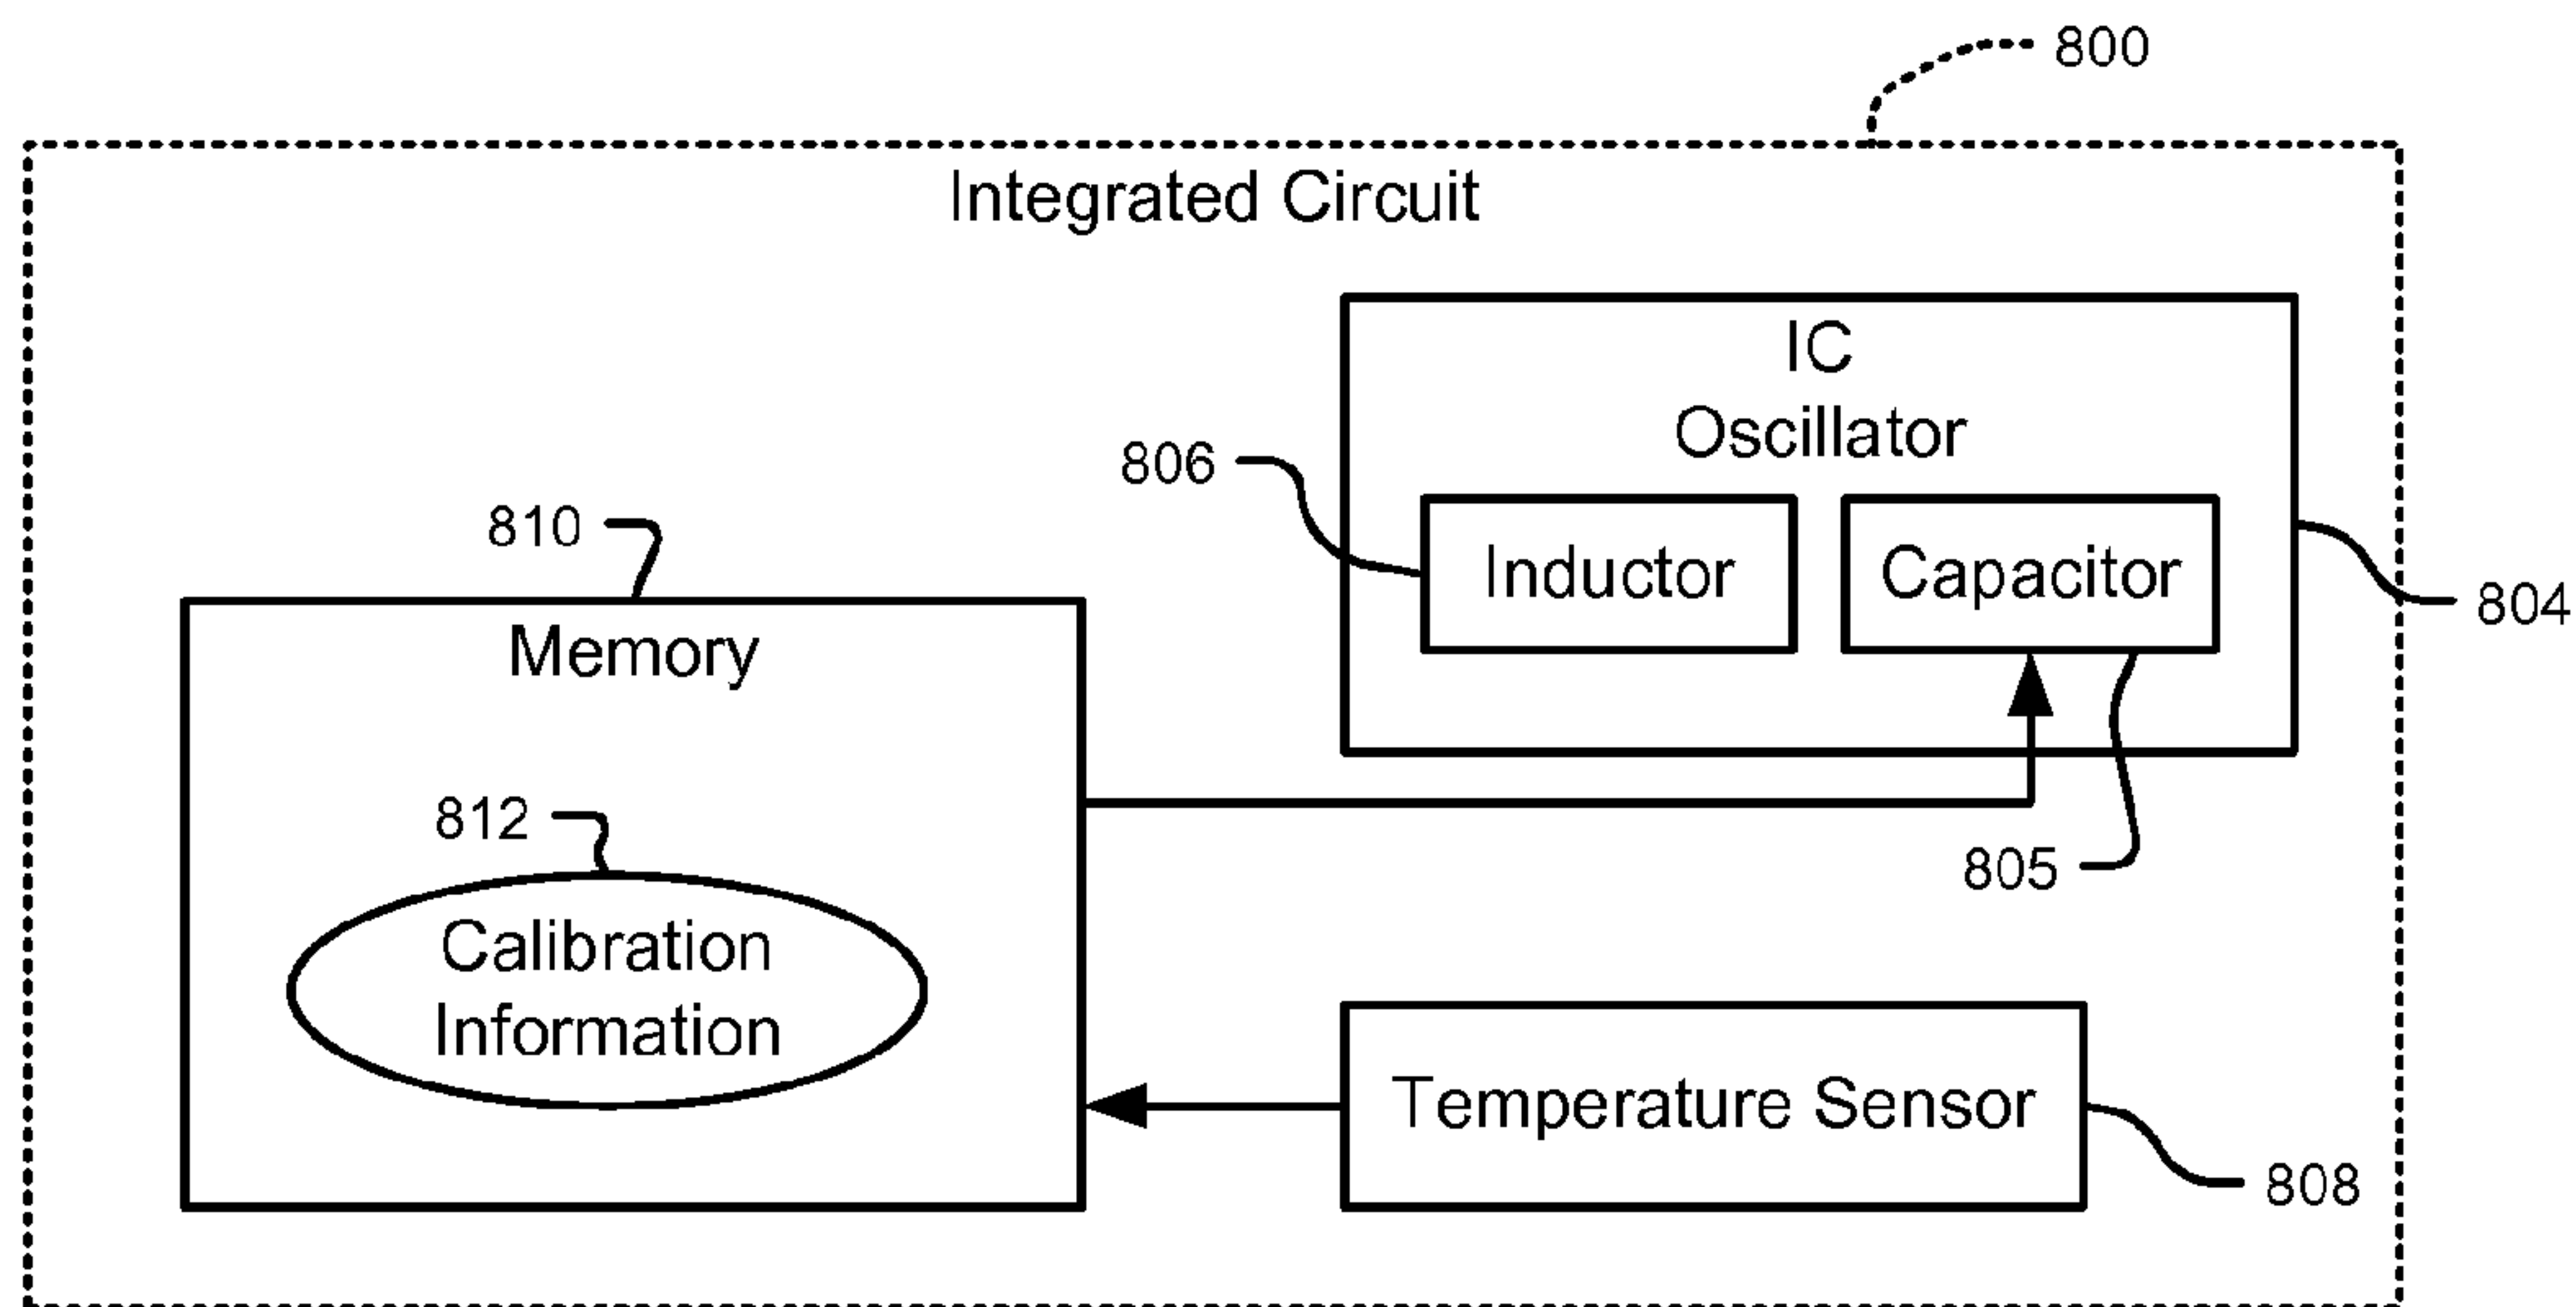 800
Integrated Circuit
IC
Oscillator
806
Inductor
Capacitor
810
804
Memory
812
805
Calibration
Information
Temperature Sensor
808